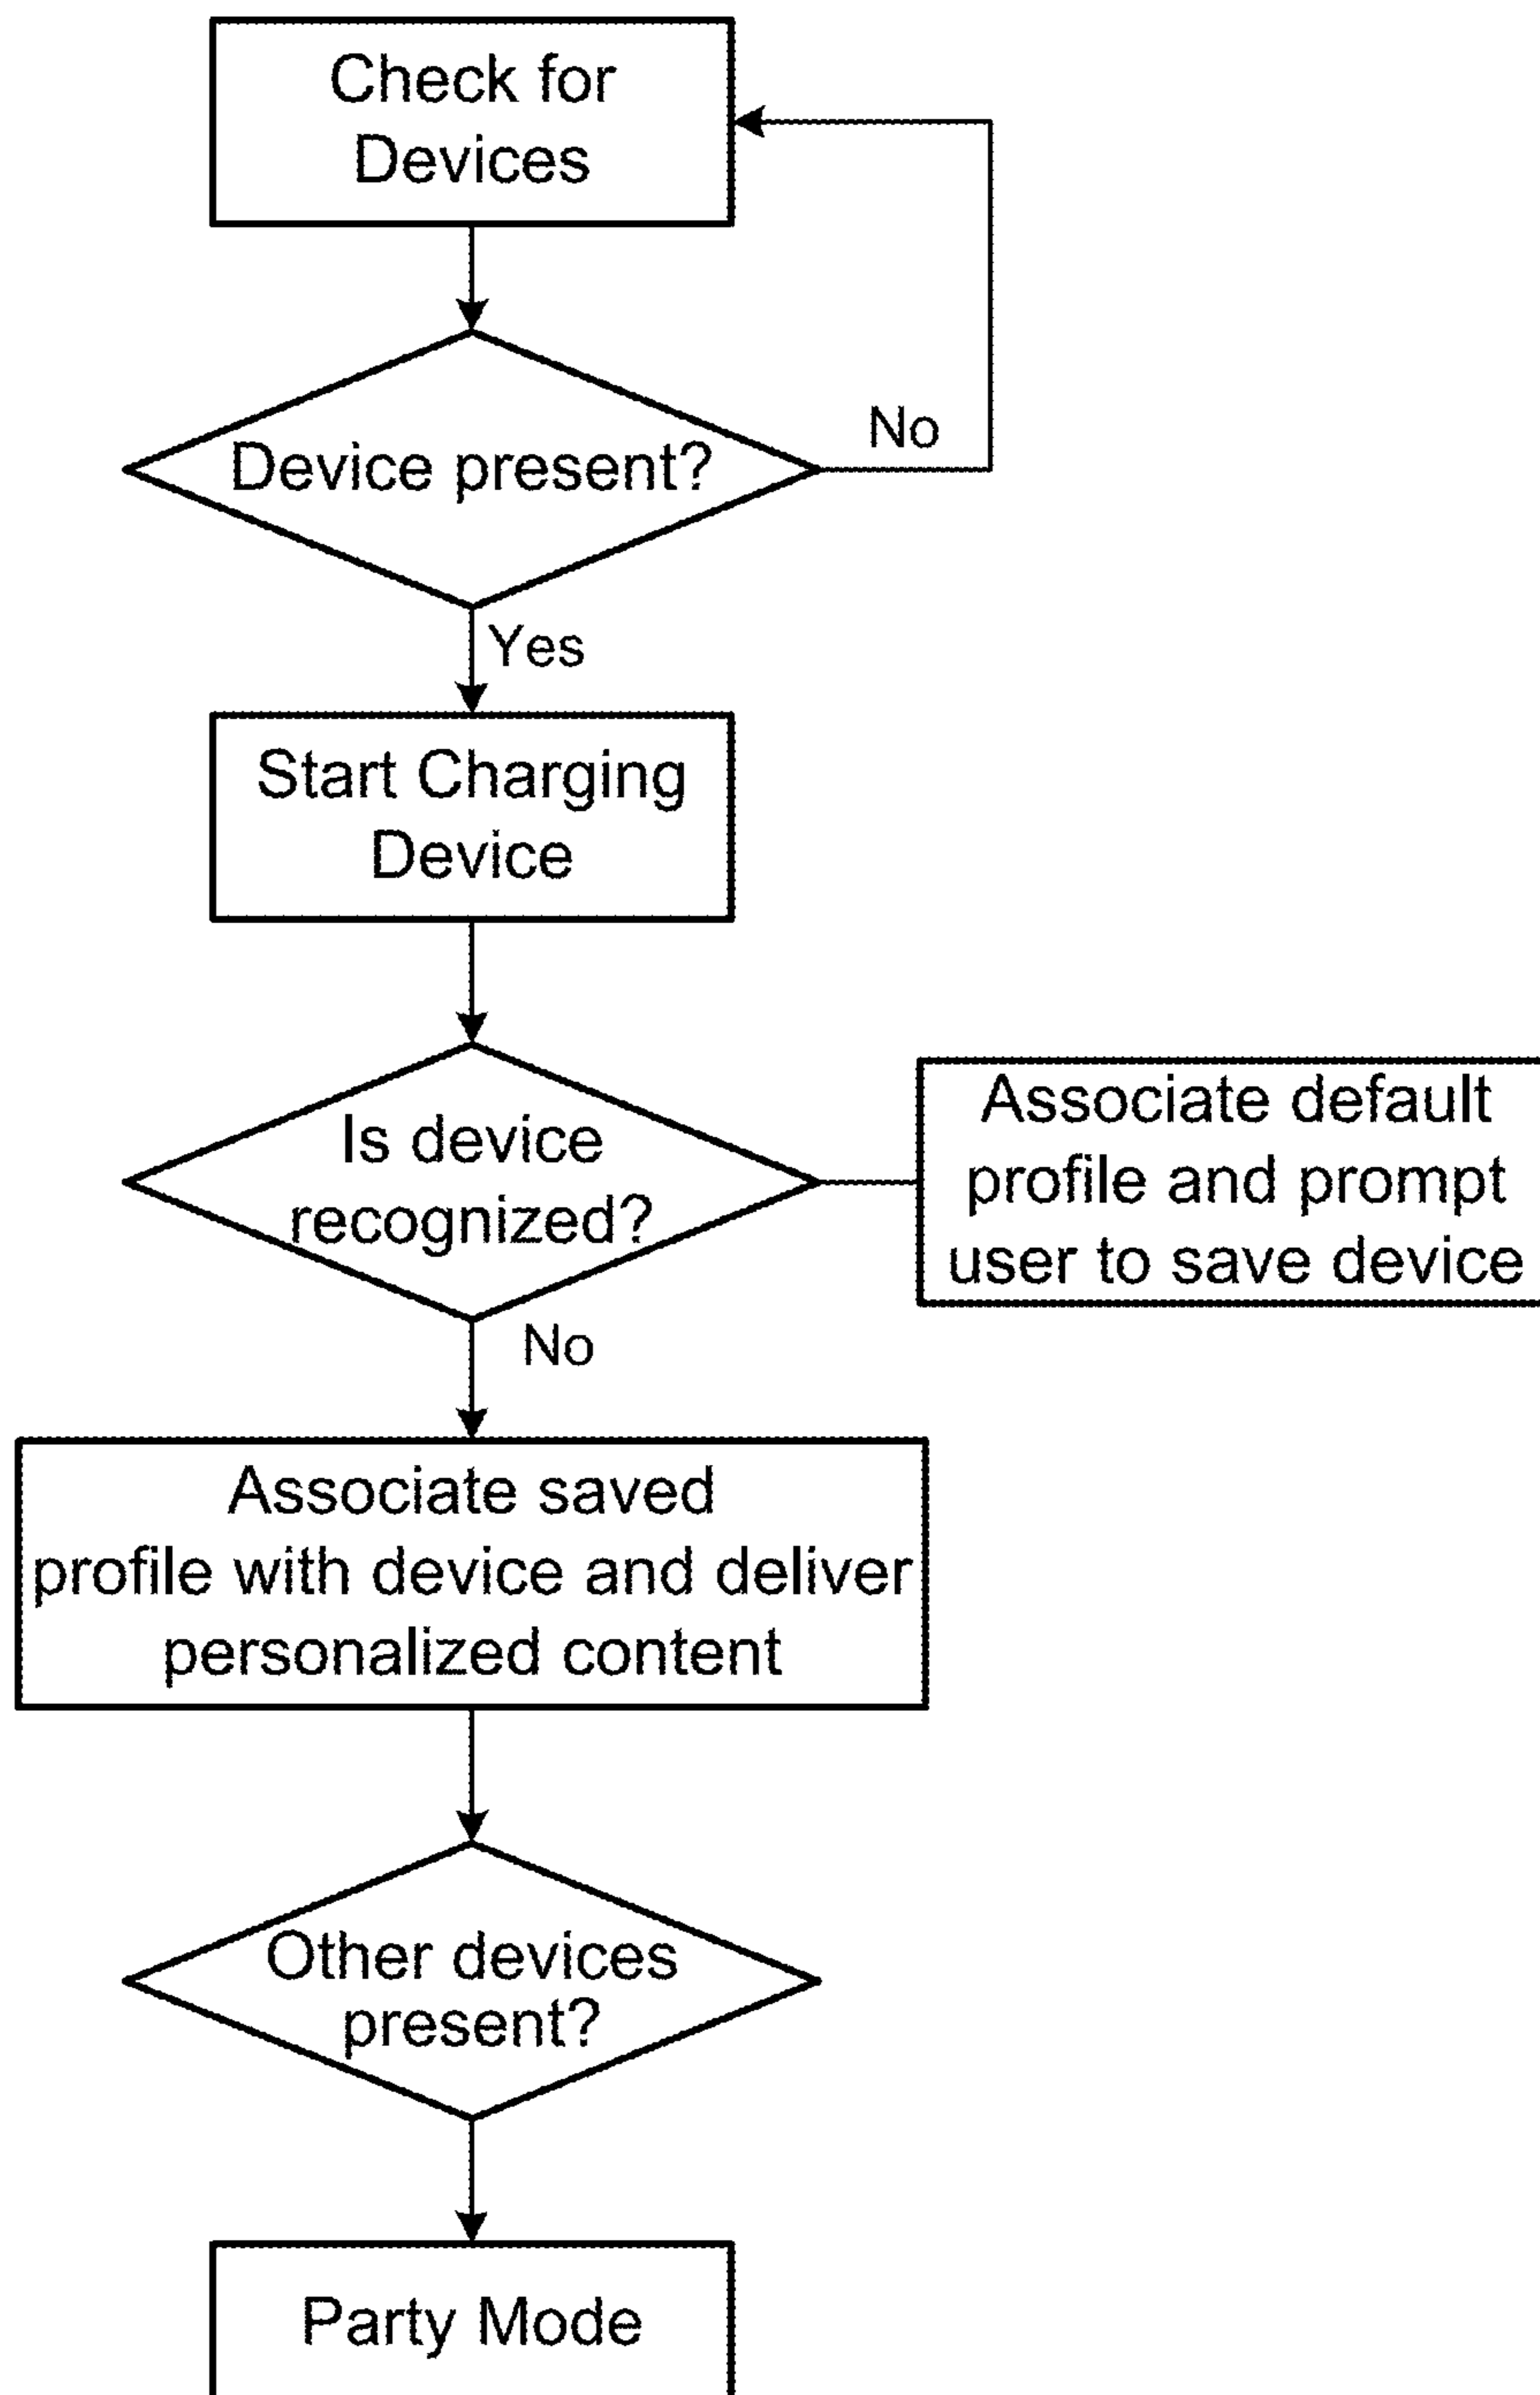 Check for
Devices
Device present?
No
Yes
Start Charging
Device
Is device
recognized?
Associate default
profile and prompt
user to save device
No
Associate saved
profile with device and deliver
personalized content
Other devices
present?
Party Mode